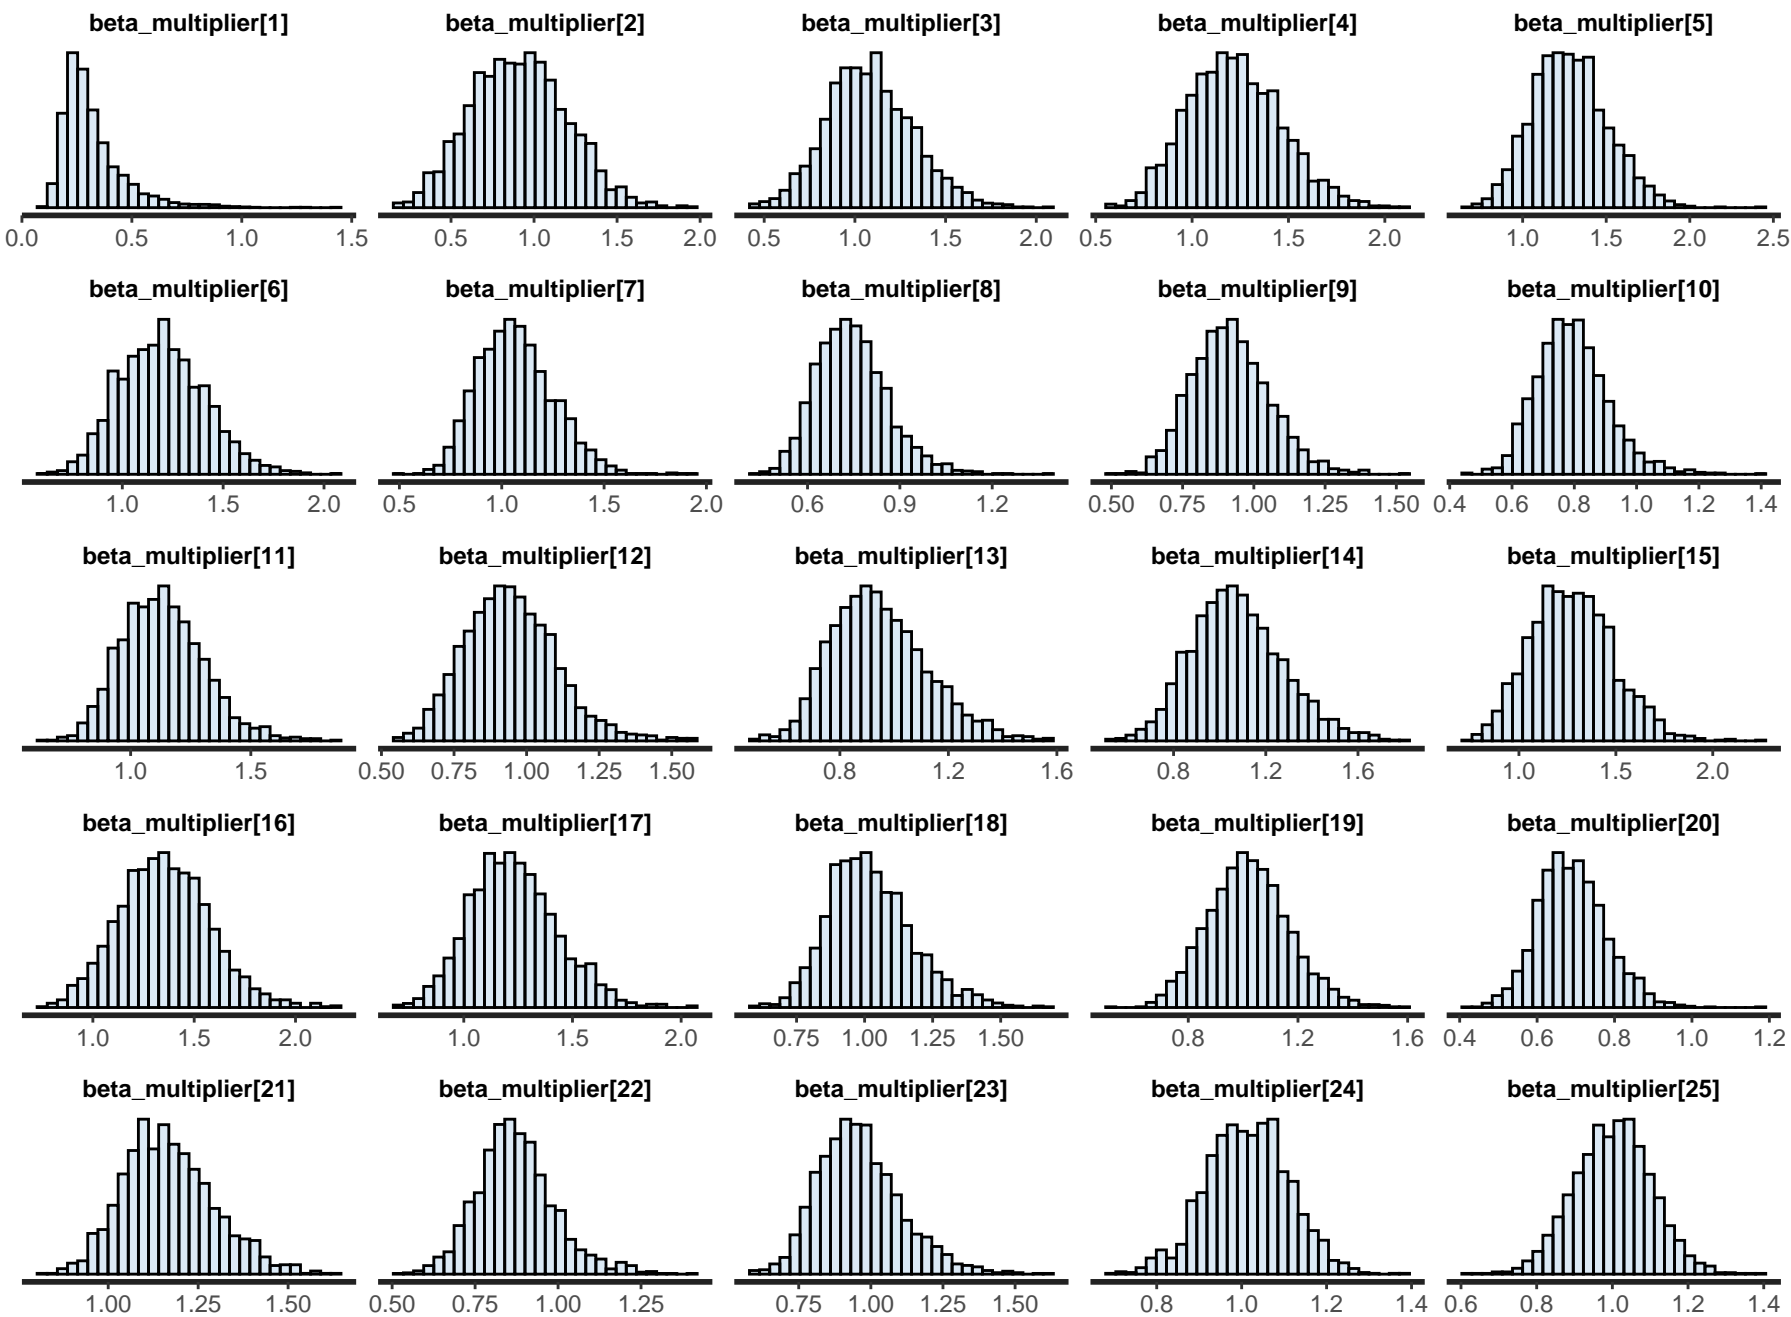 beta_multiplier[1] beta_multiplier[2] beta_multiplier[3] beta_multiplier[4] beta_multiplier[5]
0.0 0.5 1.0 1.5 0.5 1.0 1.5 2.0 0.5 1.0 1.5 2.0 0.5 1.0 1.5 2.0 1.0 1.5 2.0 2.5
beta_multiplier[6] beta_multiplier[7] beta_multiplier[8] beta_multiplier[9] beta_multiplier[10]
1.0 1.5 2.0 0.5 1.0 1.5 2.0 0.6 0.9 1.2 0.50 0.75 1.00 1.25 1.50 0.4 0.6 0.8 1.0 1.2 1.4
beta_multiplier[11] beta_multiplier[12] beta_multiplier[13] beta_multiplier[14] beta_multiplier[15]
1.0 1.5 0.50 0.75 1.00 1.25 1.50 0.8 1.2 1.6 0.8 1.2 1.6 1.0 1.5 2.0
beta_multiplier[16] beta_multiplier[17] beta_multiplier[18] beta_multiplier[19] beta_multiplier[20]
1.0 1.5 2.0 1.0 1.5 2.0 0.75 1.00 1.25 1.50 0.8 1.2 1.6 0.4 0.6 0.8 1.0 1.2
beta_multiplier[21] beta_multiplier[22] beta_multiplier[23] beta_multiplier[24] beta_multiplier[25]
1.00 1.25 1.50 0.50 0.75 1.00 1.25 0.75 1.00 1.25 1.50 0.8 1.0 1.2 1.4 0.6 0.8 1.0 1.2 1.4